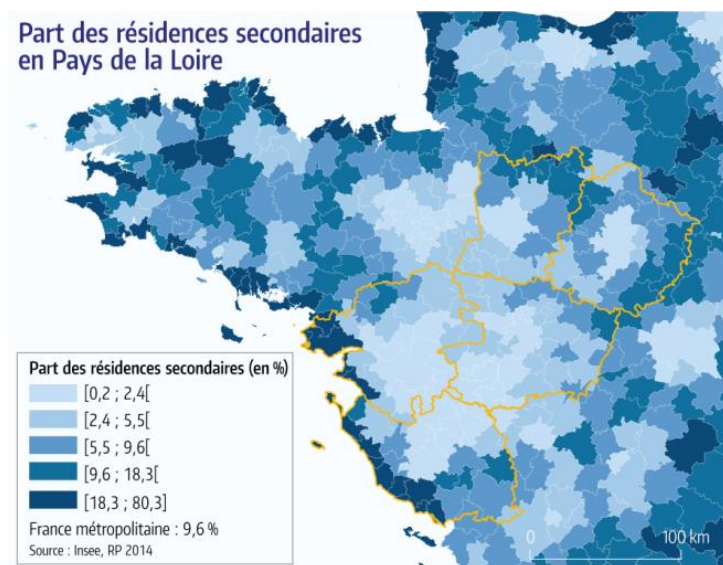 Part des résidences secondaires
en Pays de la Loire
Part des résidences secondaires (en %)
[0,2 ; 2,4[
[2,4 ; 5,5[
[5,5 ; 9,6[
[9,6 ; 18,3[
[18,3 ; 80,3]
France métropolitaine : 9,6 %
Source : Insee, RP 2014
0 100 km